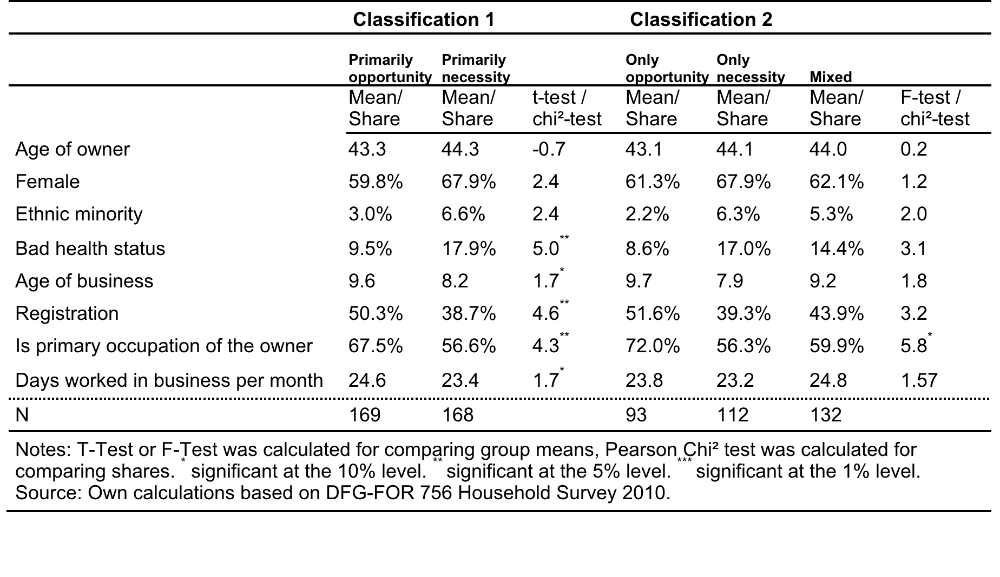 Classification 1 Classification 2
Primarily opportunity Primarily necessity Only opportunity Only necessity Mixed
Mean/ Share Mean/ Share t-test / chi²-test Mean/ Share Mean/ Share Mean/ Share F-test / chi²-test
Age of owner 43.3 44.3 -0.7 43.1 44.1 44.0 0.2
Female 59.8% 67.9% 2.4 61.3% 67.9% 62.1% 1.2
Ethnic minority 3.0% 6.6% 2.4 2.2% 6.3% 5.3% 2.0
Bad health status 9.5% 17.9% 5.0** 8.6% 17.0% 14.4% 3.1
Age of business 9.6 8.2 1.7* 9.7 7.9 9.2 1.8
Registration 50.3% 38.7% 4.6** 51.6% 39.3% 43.9% 3.2
Is primary occupation of the owner 67.5% 56.6% 4.3** 72.0% 56.3% 59.9% 5.8*
Days worked in business per month 24.6 23.4 1.7* 23.8 23.2 24.8 1.57
N 169 168 93 112 132
Notes: T-Test or F-Test was calculated for comparing group means, Pearson Chi² test was calculated for
comparing shares. * significant at the 10% level. ** significant at the 5% level. *** significant at the 1% level.
Source: Own calculations based on DFG-FOR 756 Household Survey 2010.